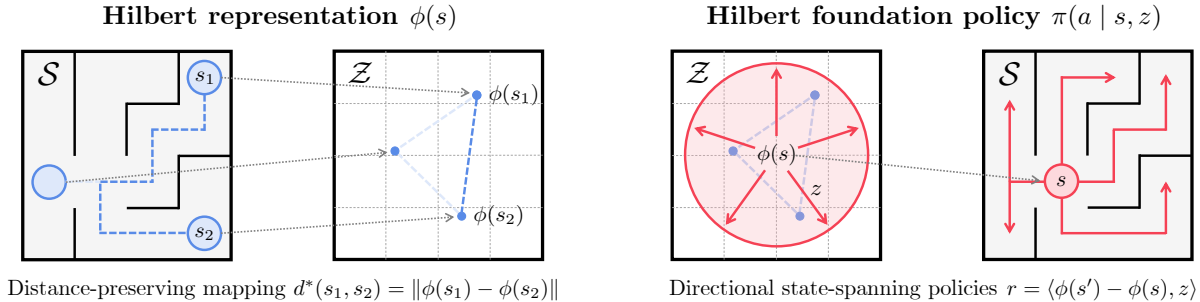 Hilbert representation ϕ(s)
S
s₁
s₂
Z
ϕ(s₁)
ϕ(s₂)
Distance-preserving mapping d*(s₁, s₂) = ∥ϕ(s₁) − ϕ(s₂)∥
Hilbert foundation policy π(a | s, z)
Z
ϕ(s)
z
S
s
Directional state-spanning policies r = ⟨ϕ(s′) − ϕ(s), z⟩